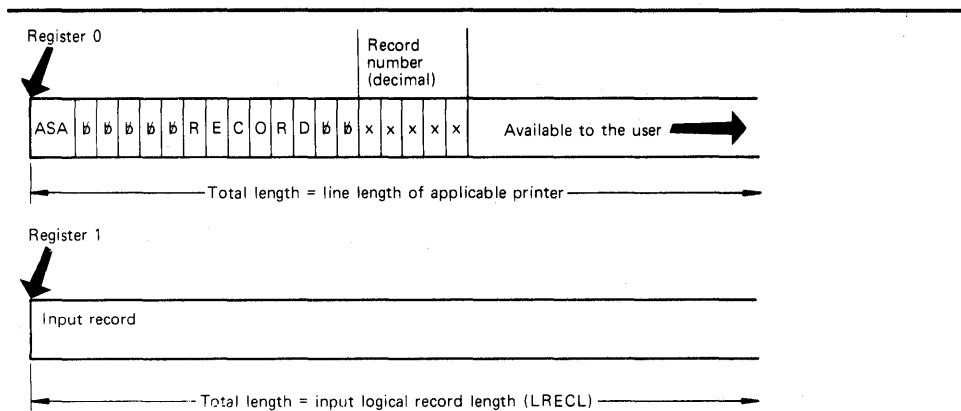 Register 0
Record
number
(decimal)
ASA ƀ ƀ ƀ ƀ ƀ R E C O R D ƀ ƀ x x x x x Available to the user
Total length = line length of applicable printer
Register 1
Input record
Total length = input logical record length (LRECL)